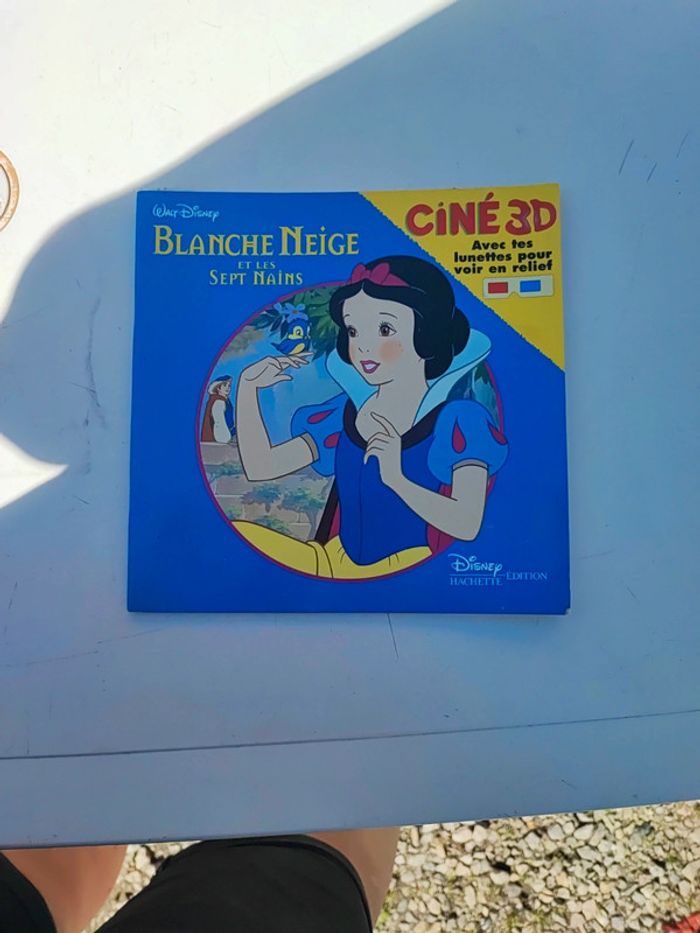 WALT DISNEY
BLANCHE NEIGE
ET LES
SEPT NAINS
CINÉ 3D
Avec tes
lunettes pour
voir en relief
DISNEY
HACHETTE ÉDITION